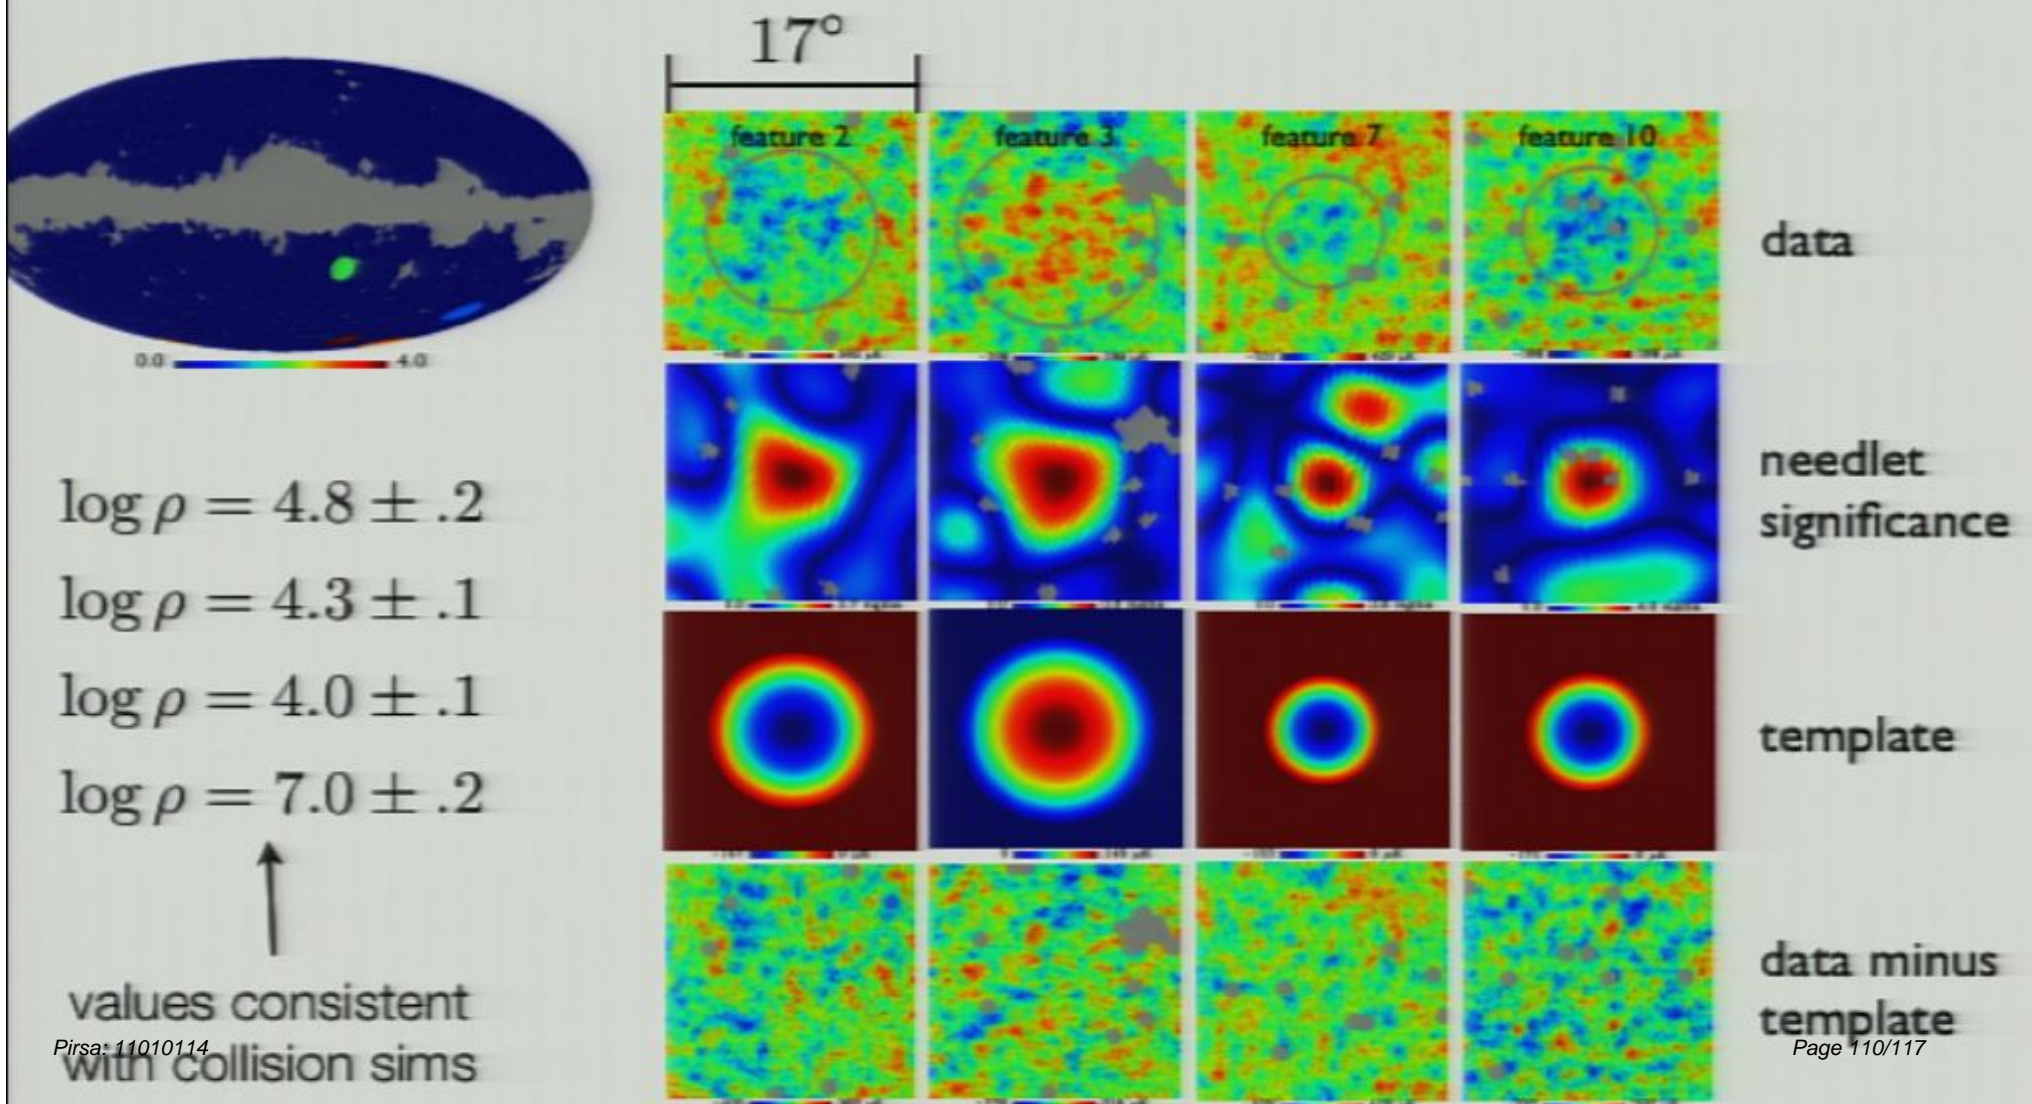 17°
feature 2
feature 3
feature 7
feature 10
data
0.0
4.0
needlet
significance
log ρ = 4.8 ± .2
log ρ = 4.3 ± .1
log ρ = 4.0 ± .1
log ρ = 7.0 ± .2
template
values consistent
with collision sims
data minus
template
Pirsa: 11010114
Page 110/117